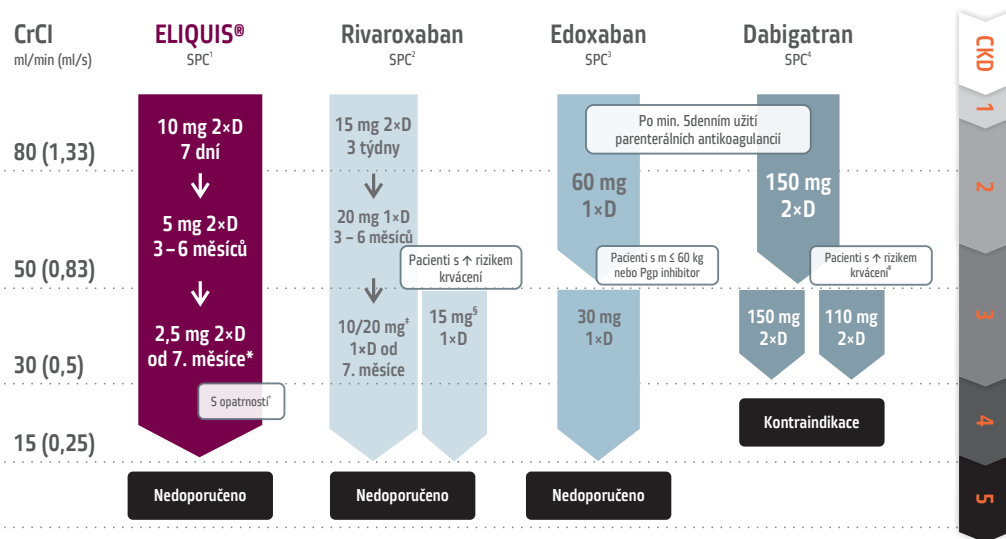 CrCl
ml/min (ml/s)
ELIQUIS®
SPC¹
Rivaroxaban
SPC²
Edoxaban
SPC³
Dabigatran
SPC⁴
CKD
80 (1,33)
50 (0,83)
30 (0,5)
15 (0,25)
10 mg 2×D
7 dní
5 mg 2×D
3–6 měsíců
2,5 mg 2×D
od 7. měsíce*
S opatrností
Nedoporučeno
15 mg 2×D
3 týdny
20 mg 1×D
3–6 měsíců
Pacienti s ↑ rizikem
krvácení
10/20 mg‡
1×D od
7. měsíce
15 mg§
1×D
Nedoporučeno
Po min. 5denním užití
parenterálních antikoagulancií
60 mg
1×D
Pacienti s m ≤ 60 kg
nebo Pgp inhibitor
30 mg
1×D
Nedoporučeno
150 mg
2×D
Pacienti s ↑ rizikem
krvácení#
150 mg
2×D
110 mg
2×D
Kontraindikace
1
2
3
4
5